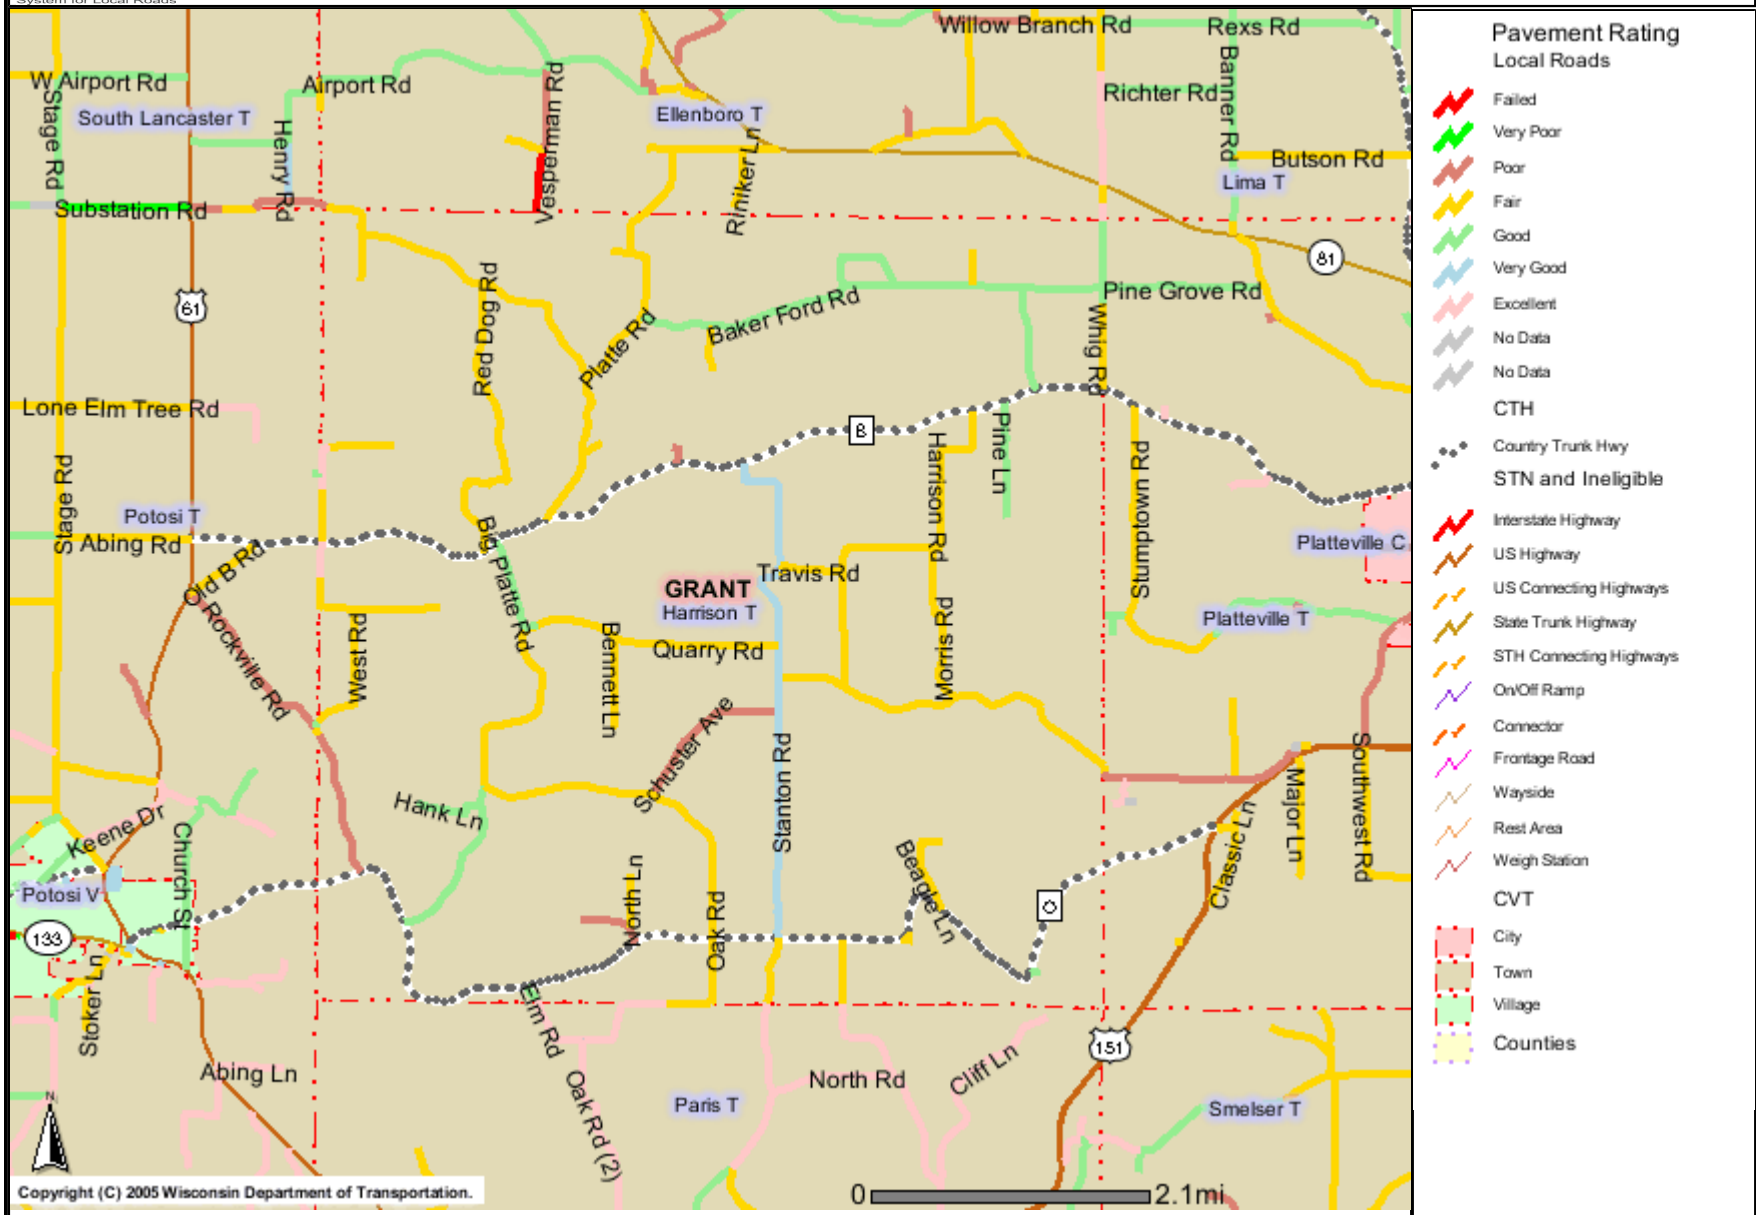 System for Local Roads
Willow Branch Rd
Rexs Rd
W Airport Rd
Airport Rd
Stage Rd
South Lancaster T
Henry Rd
Vesperman Rd
Ellenboro T
Riniker Ln
Richter Rd
Banner Rd
Butson Rd
Lima T
Substation Rd
81
61
Red Dog Rd
Platte Rd
Baker Ford Rd
Pine Grove Rd
Whig Rd
Lone Elm Tree Rd
B
Harrison Rd
Pine Ln
Stumptown Rd
Stage Rd
Potosi T
Abing Rd
Old B Rd
Big Platte Rd
Travis Rd
GRANT
Harrison T
Platteville C
Platteville T
Rockville Rd
West Rd
Bennett Ln
Quarry Rd
Morris Rd
Schuster Ave
Stanton Rd
Hank Ln
Keene Dr
Church St
Major Ln
Southwest Rd
Classic Ln
Beagle Ln
North Ln
Oak Rd
O
Potosi V
133
Stoker Ln
Elm Rd
151
Abing Ln
Oak Rd (2)
North Rd
Cliff Ln
Paris T
Smelser T
N
Copyright (C) 2005 Wisconsin Department of Transportation.
0 2.1mi
Pavement Rating
Local Roads
Failed
Very Poor
Poor
Fair
Good
Very Good
Excellent
No Data
No Data
CTH
Country Trunk Hwy
STN and Ineligible
Interstate Highway
US Highway
US Connecting Highways
State Trunk Highway
STH Connecting Highways
On/Off Ramp
Connector
Frontage Road
Wayside
Rest Area
Weigh Station
CVT
City
Town
Village
Counties